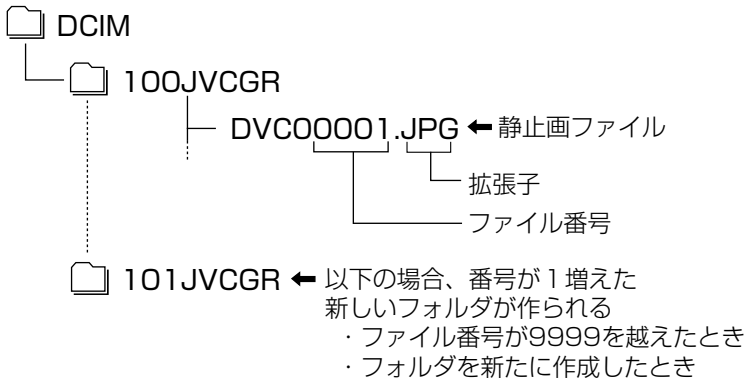 DCIM
100JVCGR
DVC00001.JPG ← 静止画ファイル
拡張子
ファイル番号
101JVCGR ← 以下の場合、番号が1増えた
新しいフォルダが作られる
・ファイル番号が9999を越えたとき
・フォルダを新たに作成したとき